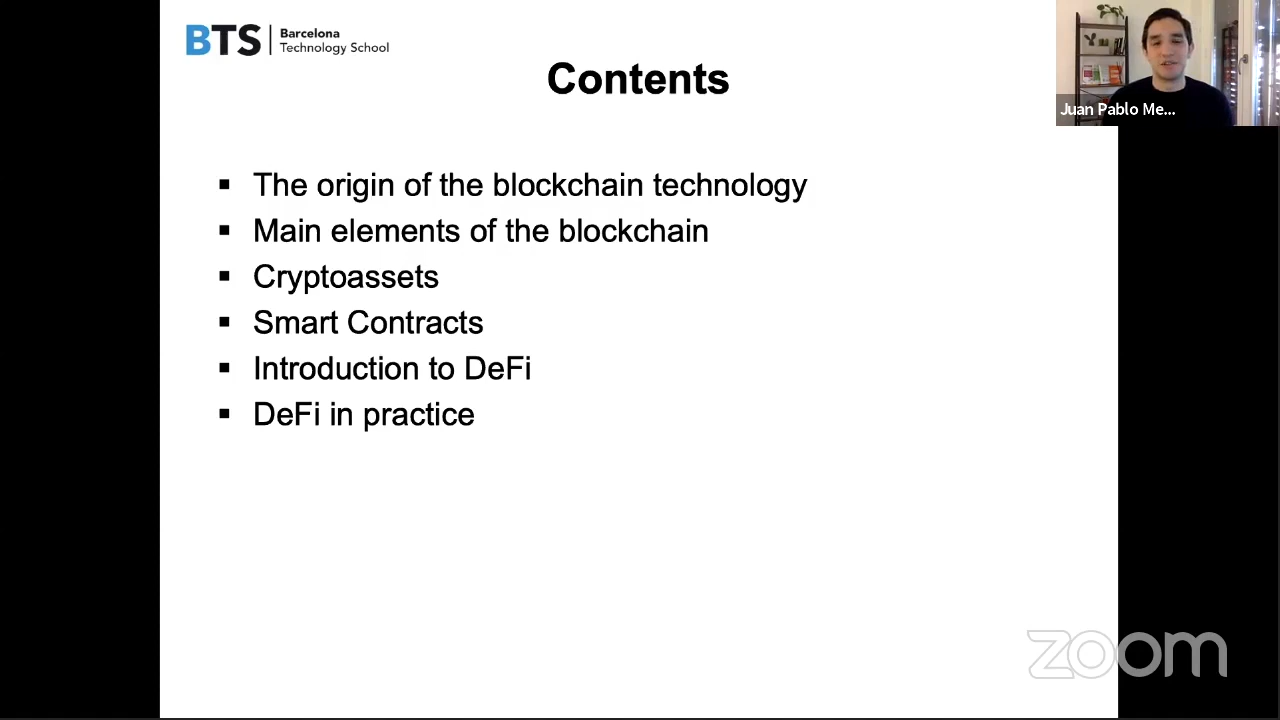 BTS
Barcelona
Technology School
Contents
Juan Pablo Me...
▪ The origin of the blockchain technology
▪ Main elements of the blockchain
▪ Cryptoassets
▪ Smart Contracts
▪ Introduction to DeFi
▪ DeFi in practice
zoom